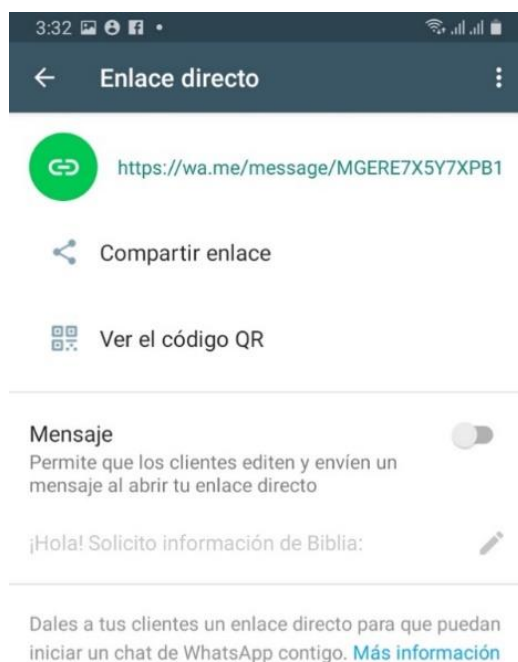 3:32
Enlace directo
https://wa.me/message/MGERE7X5Y7XPB1
Compartir enlace
Ver el código QR
Mensaje
Permite que los clientes editen y envíen un
mensaje al abrir tu enlace directo
¡Hola! Solicito información de Biblia:
Dales a tus clientes un enlace directo para que puedan
iniciar un chat de WhatsApp contigo. Más información